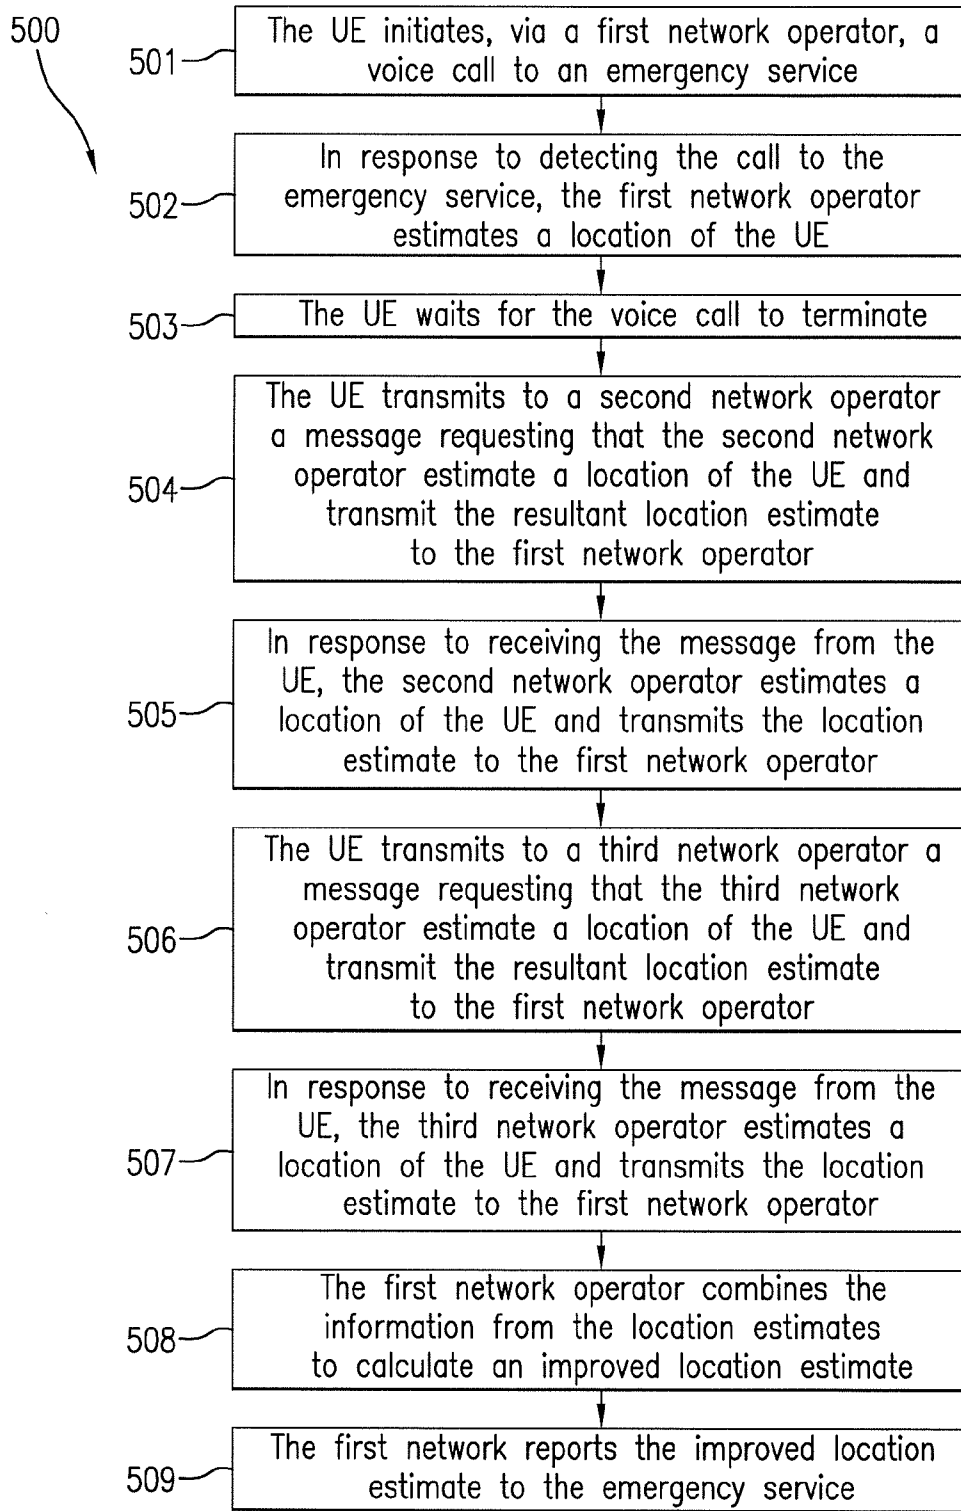 500
501
The UE initiates, via a first network operator, a
voice call to an emergency service
502
In response to detecting the call to the
emergency service, the first network operator
estimates a location of the UE
503
The UE waits for the voice call to terminate
504
The UE transmits to a second network operator
a message requesting that the second network
operator estimate a location of the UE and
transmit the resultant location estimate
to the first network operator
505
In response to receiving the message from the
UE, the second network operator estimates a
location of the UE and transmits the location
estimate to the first network operator
506
The UE transmits to a third network operator a
message requesting that the third network
operator estimate a location of the UE and
transmit the resultant location estimate
to the first network operator
507
In response to receiving the message from the
UE, the third network operator estimates a
location of the UE and transmits the location
estimate to the first network operator
508
The first network operator combines the
information from the location estimates
to calculate an improved location estimate
509
The first network reports the improved location
estimate to the emergency service